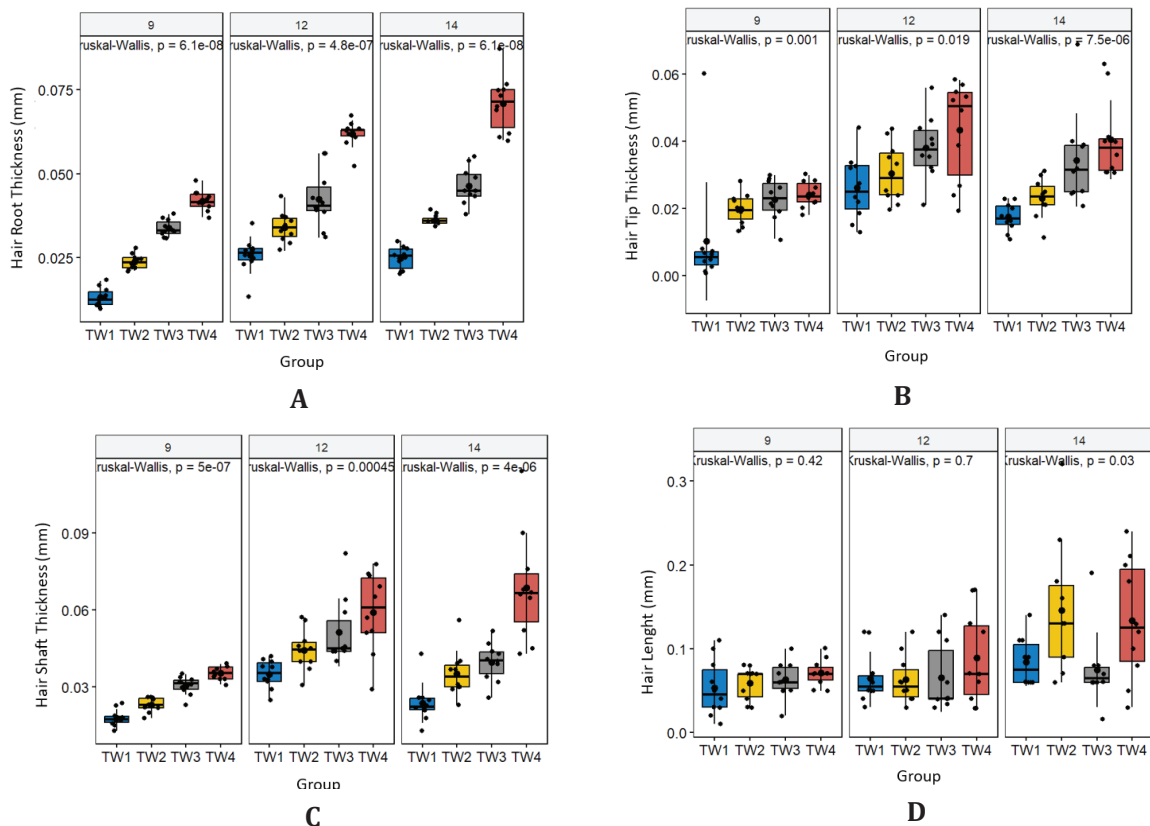 9 12 14
ruskal-Wallis, p = 6.1e-08 ruskal-Wallis, p = 4.8e-07 ruskal-Wallis, p = 6.1e-08
Hair Root Thickness (mm)
0.075
0.050
0.025
TW1 TW2 TW3 TW4 TW1 TW2 TW3 TW4 TW1 TW2 TW3 TW4
Group
A
9 12 14
ruskal-Wallis, p = 0.001 ruskal-Wallis, p = 0.019 ruskal-Wallis, p = 7.5e-06
Hair Tip Thickness (mm)
0.06
0.04
0.02
0.00
TW1 TW2 TW3 TW4 TW1 TW2 TW3 TW4 TW1 TW2 TW3 TW4
Group
B
9 12 14
ruskal-Wallis, p = 5e-07 ruskal-Wallis, p = 0.00045 ruskal-Wallis, p = 4e-06
Hair Shaft Thickness (mm)
0.09
0.06
0.03
TW1 TW2 TW3 TW4 TW1 TW2 TW3 TW4 TW1 TW2 TW3 TW4
Group
C
9 12 14
Kruskal-Wallis, p = 0.42 Kruskal-Wallis, p = 0.7 Kruskal-Wallis, p = 0.03
Hair Lenght (mm)
0.3
0.2
0.1
0.0
TW1 TW2 TW3 TW4 TW1 TW2 TW3 TW4 TW1 TW2 TW3 TW4
Group
D